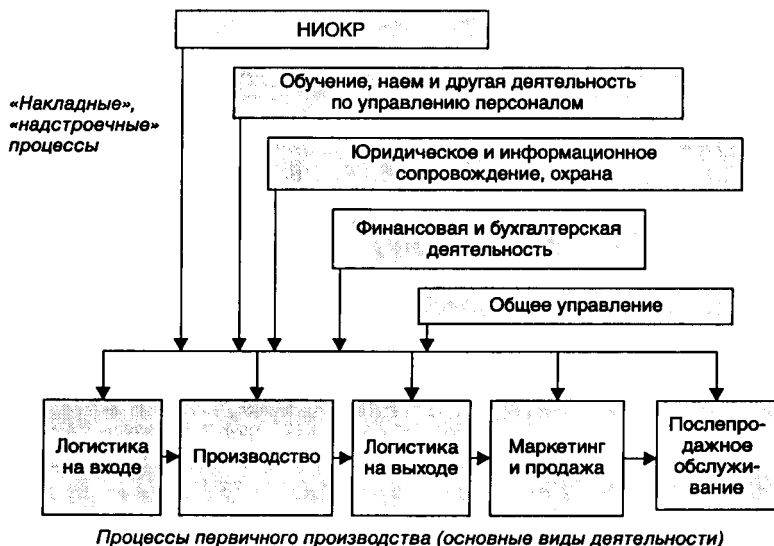 НИОКР
«Накладные»,
«надстроечные»
процессы
Обучение, наем и другая деятельность
по управлению персоналом
Юридическое и информационное
сопровождение, охрана
Финансовая и бухгалтерская
деятельность
Общее управление
Логистика
на входе
Производство
Логистика
на выходе
Маркетинг
и продажа
Послепро-
дажное
обслужи-
вание
Процессы первичного производства (основные виды деятельности)